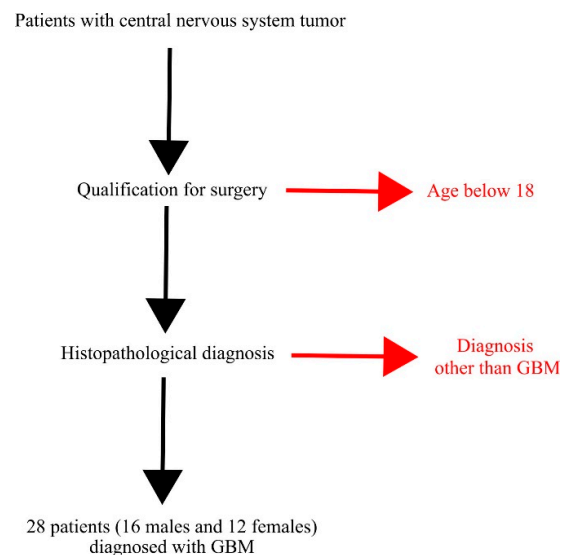 Patients with central nervous system tumor
Qualification for surgery
Age below 18
Histopathological diagnosis
Diagnosis
other than GBM
28 patients (16 males and 12 females)
diagnosed with GBM